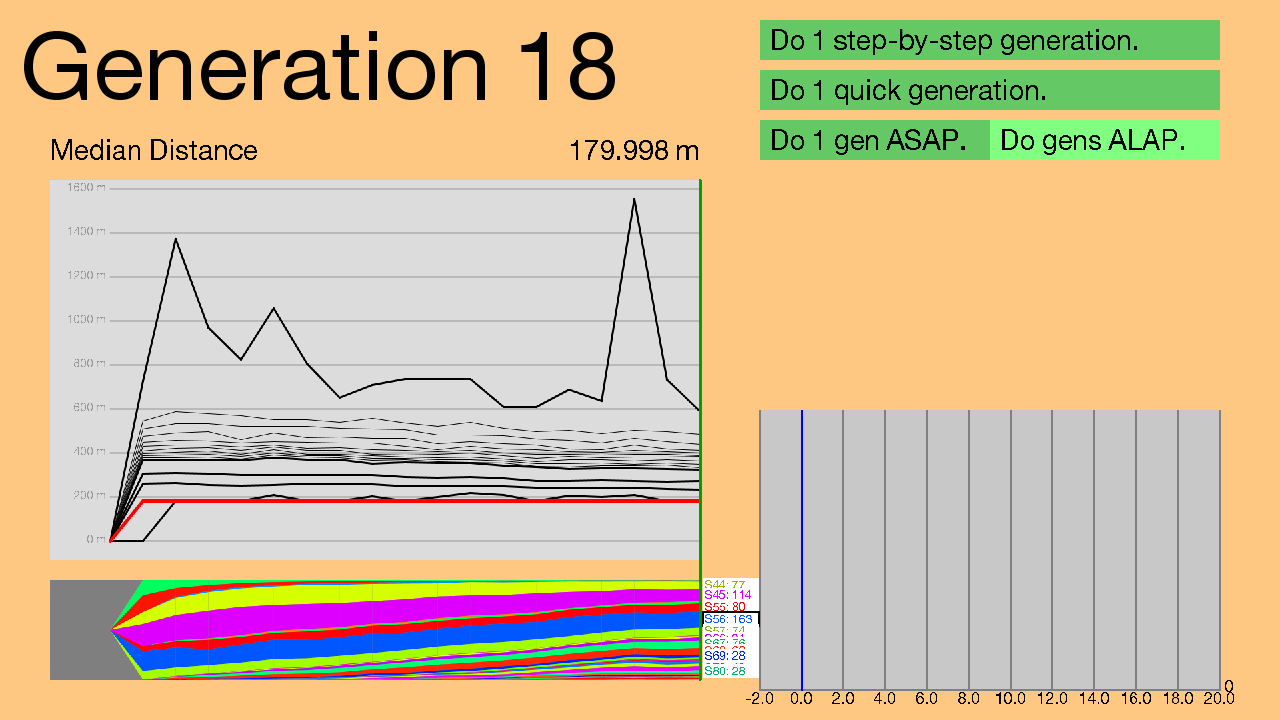 Generation 18
Do 1 step-by-step generation.
Do 1 quick generation.
Do 1 gen ASAP.
Do gens ALAP.
Median Distance
179.998 m
1600 m
1400 m
1200 m
1000 m
800 m
600 m
400 m
200 m
0 m
S44: 77
S45: 114
S55: 80
S56: 163
S57: 74
S69: 28
S80: 28
0
-2.0 0.0 2.0 4.0 6.0 8.0 10.0 12.0 14.0 16.0 18.0 20.0